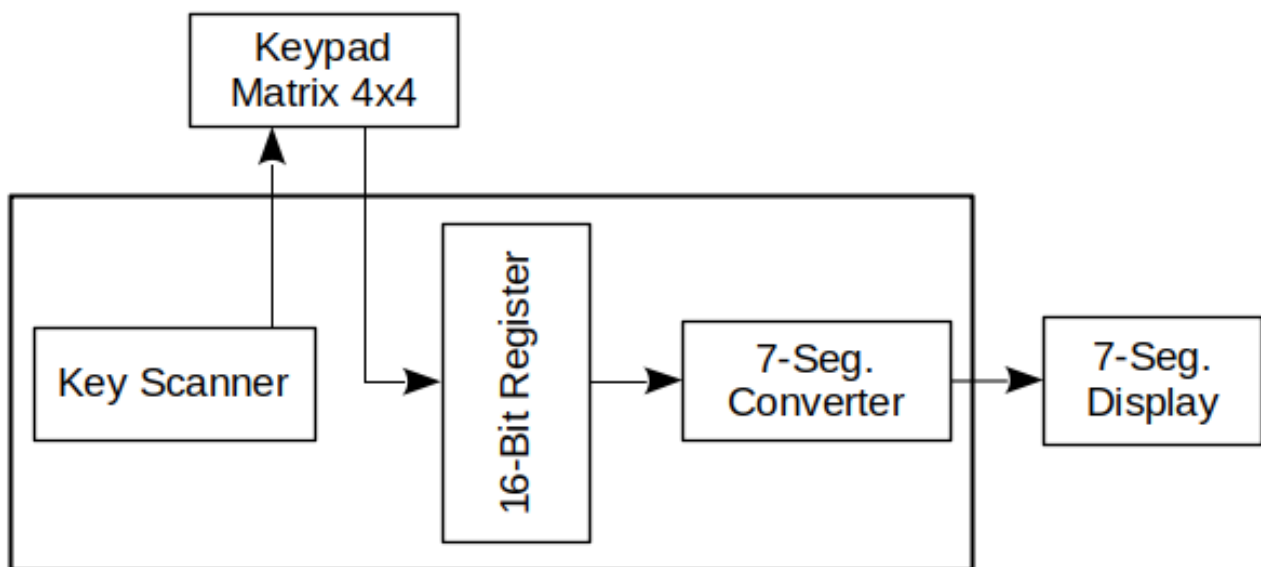 Keypad
Matrix 4x4
Key Scanner
16-Bit Register
7-Seg.
Converter
7-Seg.
Display